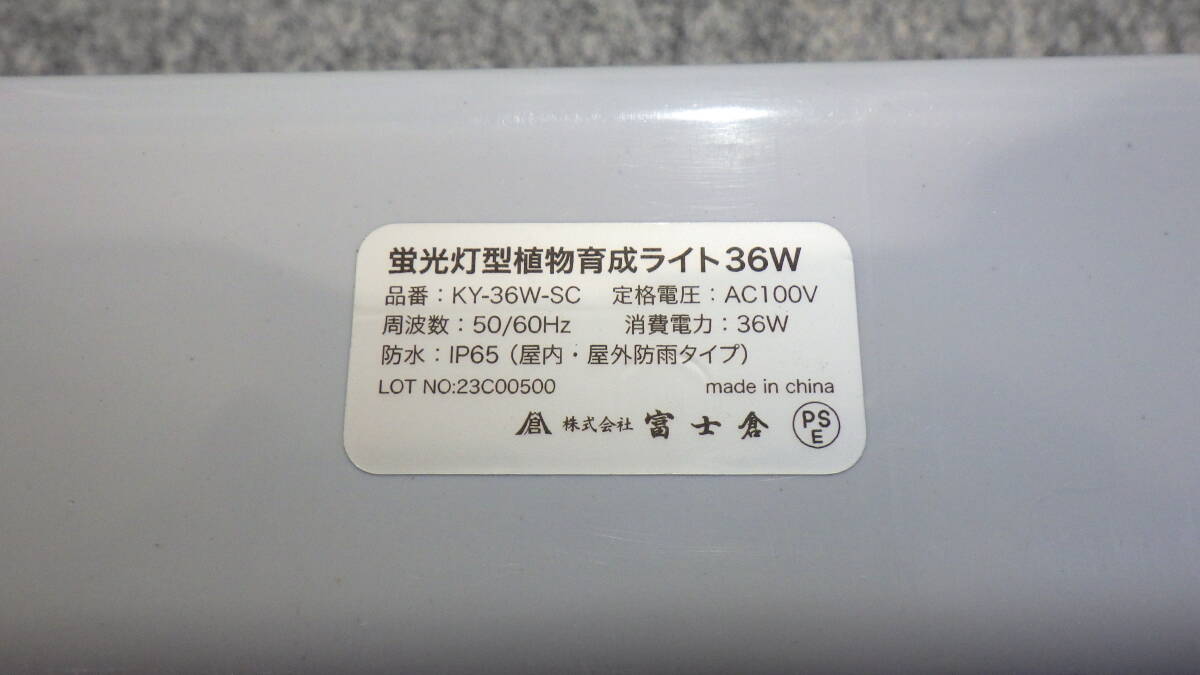 蛍光灯型植物育成ライト36W
品番：KY-36W-SC 定格電圧：AC100V
周波数：50/60Hz 消費電力：36W
防水：IP65（屋内・屋外防雨タイプ）
LOT NO:23C00500 made in china
株式会社 富士倉 PSE